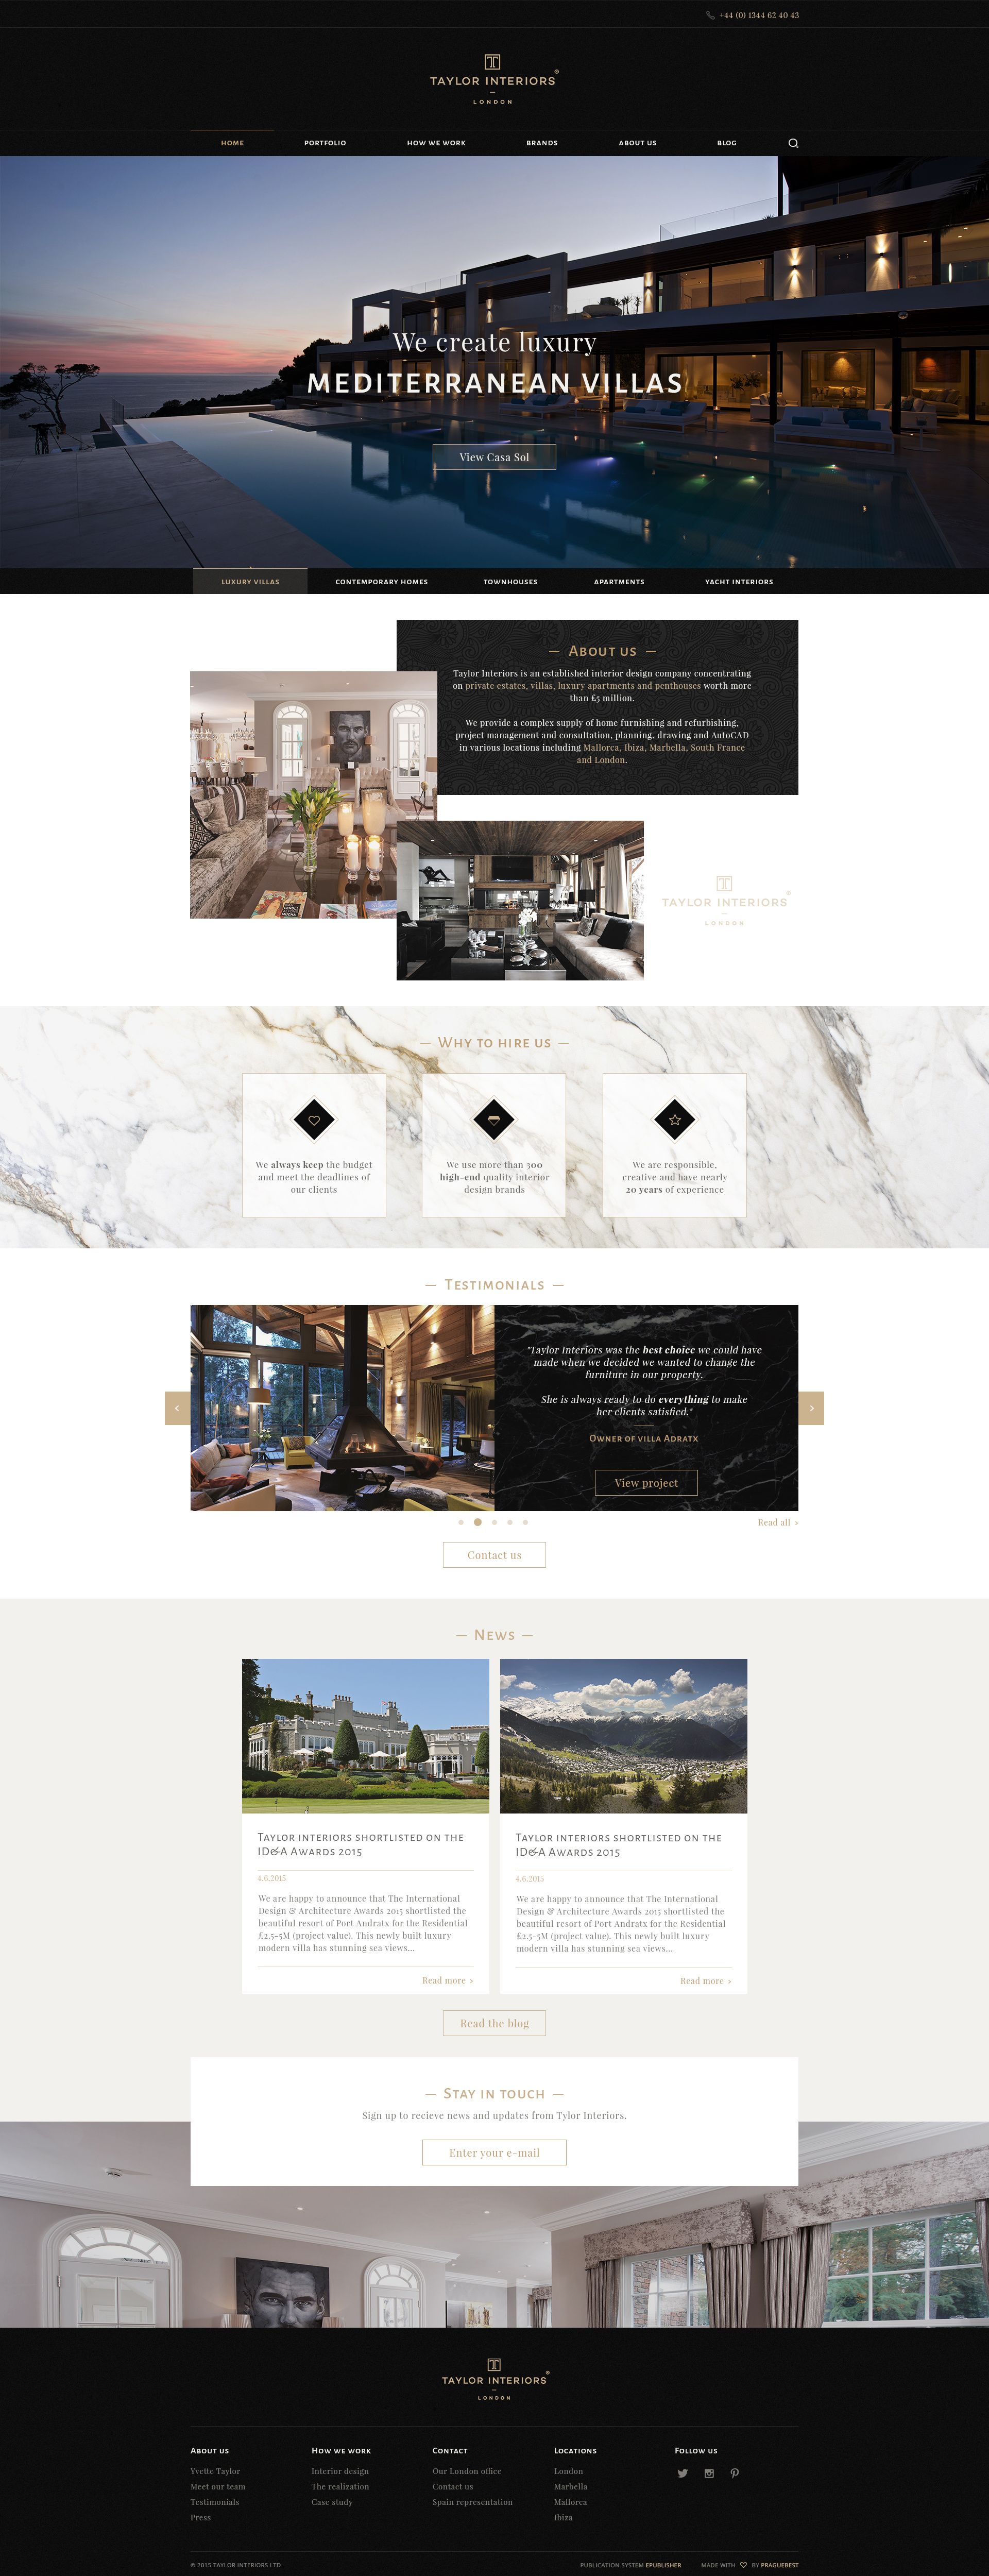 +44 (0) 1344 62 40 43
TAYLOR INTERIORS®
LONDON
HOME PORTFOLIO HOW WE WORK BRANDS ABOUT US BLOG
We create luxury
MEDITERRANEAN VILLAS
View Casa Sol
LUXURY VILLAS CONTEMPORARY HOMES TOWNHOUSES APARTMENTS YACHT INTERIORS
— About us —
Taylor Interiors is an established interior design company concentrating
on private estates, villas, luxury apartments and penthouses worth more
than £5 million.
We provide a complex supply of home furnishing and refurbishing,
project management and consultation, planning, drawing and AutoCAD
in various locations including Mallorca, Ibiza, Marbella, South France
and London.
TAYLOR INTERIORS®
LONDON
— Why to hire us —
We always keep the budget
and meet the deadlines of
our clients
We use more than 300
high-end quality interior
design brands
We are responsible,
creative and have nearly
20 years of experience
— Testimonials —
"Taylor Interiors was the best choice we could have
made when we decided we wanted to change the
furniture in our property.
She is always ready to do everything to make
her clients satisfied."
Owner of villa Adratx
View project
Read all ›
Contact us
— News —
Taylor interiors shortlisted on the
ID&A Awards 2015
4.6.2015
We are happy to announce that The International
Design & Architecture Awards 2015 shortlisted the
beautiful resort of Port Andratx for the Residential
£2.5-5M (project value). This newly built luxury
modern villa has stunning sea views...
Read more ›
Taylor interiors shortlisted on the
ID&A Awards 2015
4.6.2015
We are happy to announce that The International
Design & Architecture Awards 2015 shortlisted the
beautiful resort of Port Andratx for the Residential
£2.5-5M (project value). This newly built luxury
modern villa has stunning sea views...
Read more ›
Read the blog
— Stay in touch —
Sign up to recieve news and updates from Tylor Interiors.
Enter your e-mail
TAYLOR INTERIORS®
LONDON
About us
Yvette Taylor
Meet our team
Testimonials
Press
How we work
Interior design
The realization
Case study
Contact
Our London office
Contact us
Spain representation
Locations
London
Marbella
Mallorca
Ibiza
Follow us
© 2015 TAYLOR INTERIORS LTD.
PUBLICATION SYSTEM EPUBLISHER
MADE WITH ♡ BY PRAGUEBEST